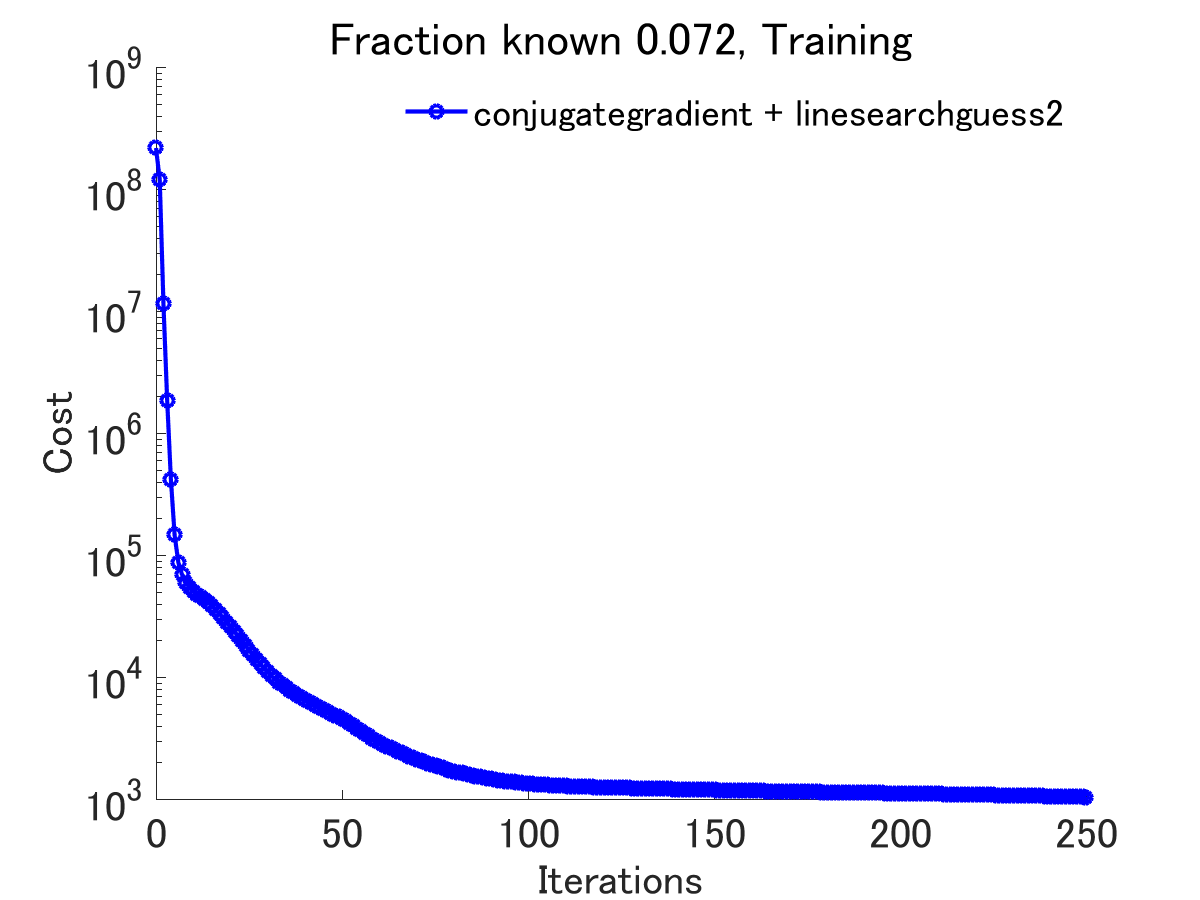 Fraction known 0.072, Training
conjugategradient + linesearchguess2
10^9
10^8
10^7
10^6
10^5
10^4
10^3
Cost
0 50 100 150 200 250
Iterations